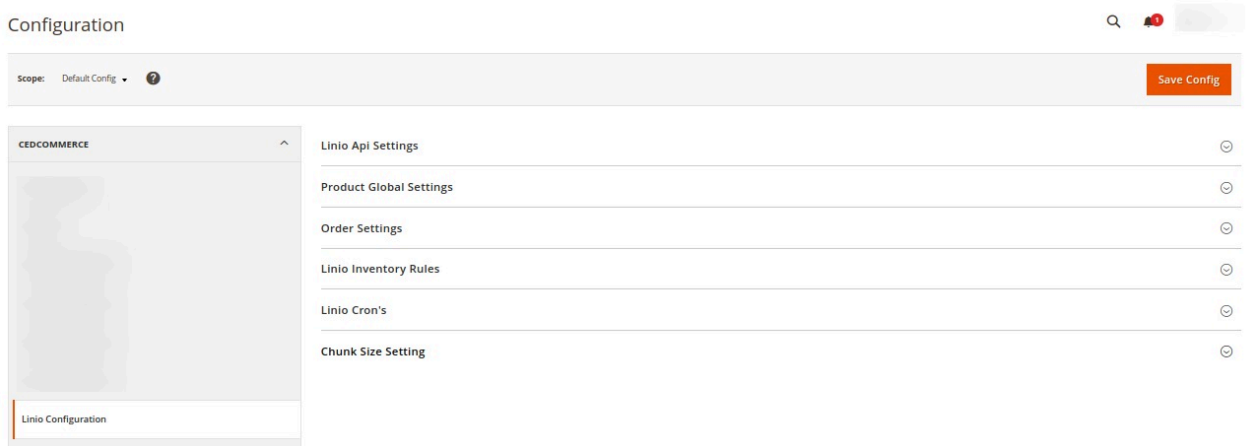 Configuration
1
Scope: Default Config ?
Save Config
CEDCOMMERCE
Linio Api Settings
Product Global Settings
Order Settings
Linio Inventory Rules
Linio Cron's
Chunk Size Setting
Linio Configuration